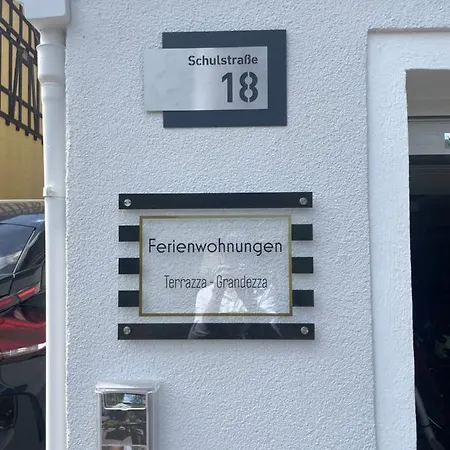 Schulstraße
18
Ferienwohnungen
Terrazza - Grandezza